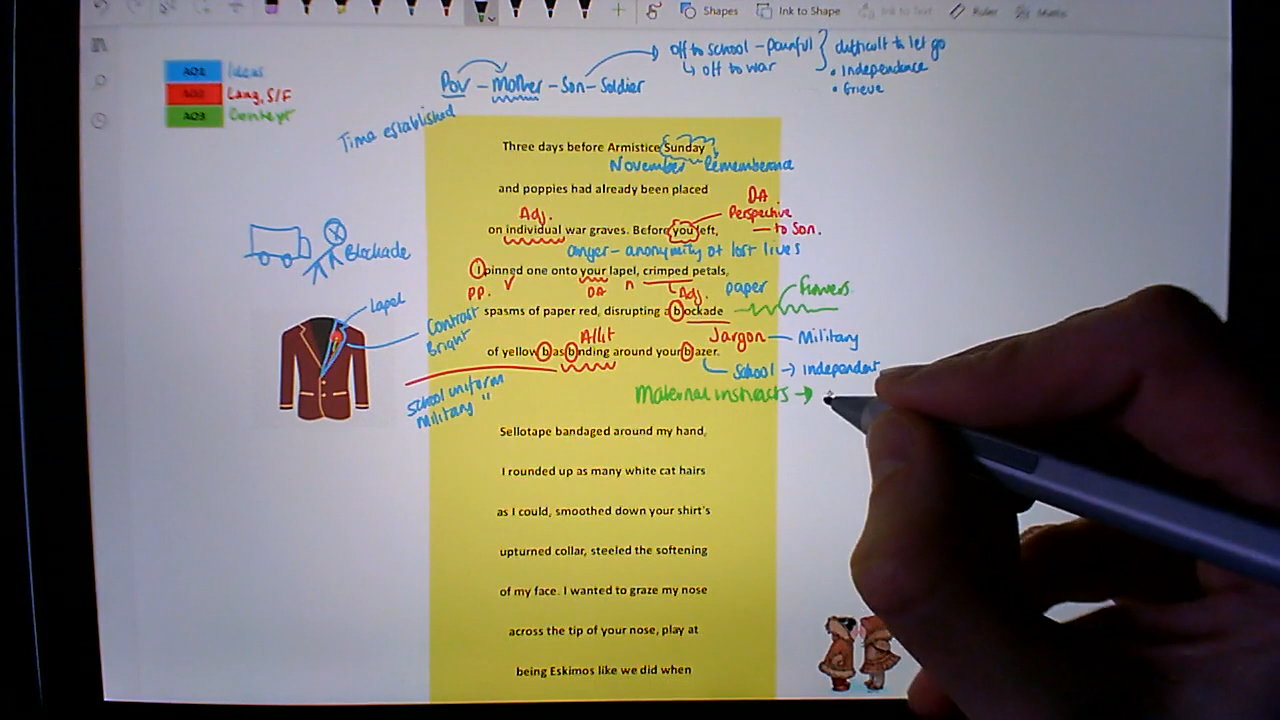 Shapes
Ink to Shape
Ink to Text
Ruler
Maths
AO1 Ideas
AO2 Lang, S/F
AO3 Context
POV - mother - Son - Soldier
off to school - painful } difficult to let go
↳ off to war
• Independence
• Grieve
Time established
Three days before Armistice Sunday
November Rememberance
and poppies had already been placed
Adj.
DA
Perspective
on individual war graves. Before you left,
→ to Son.
anger - anonymity of lost lives
Blockade
I pinned one onto your lapel, crimped petals,
PP. V DA n Adj.
paper flowers
Lapel
spasms of paper red, disrupting a blockade
Contrast
Bright
Allit
Jargon - Military
of yellow bias binding around your blazer.
School → independent
school uniform
military "
Maternal instincts →
Sellotape bandaged around my hand,
I rounded up as many white cat hairs
as I could, smoothed down your shirt's
upturned collar, steeled the softening
of my face. I wanted to graze my nose
across the tip of your nose, play at
being Eskimos like we did when